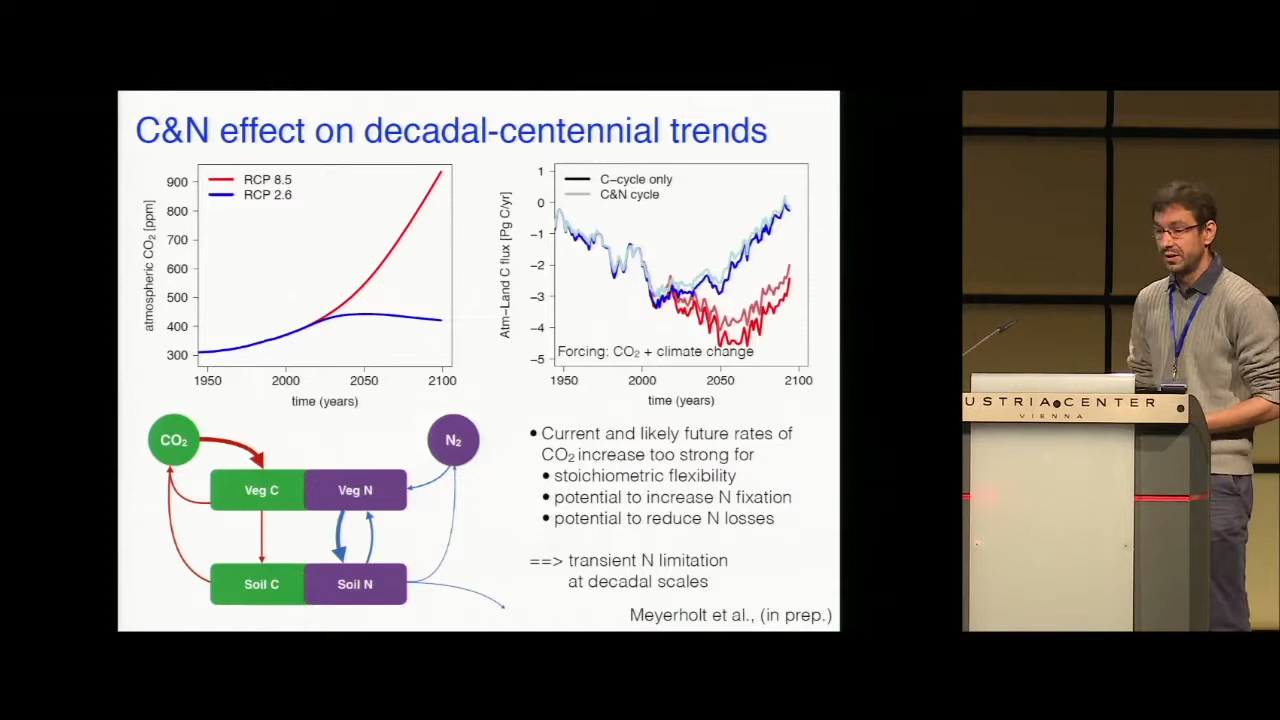 C&N effect on decadal-centennial trends
atmospheric CO₂ [ppm]
900
800
700
600
500
400
300
RCP 8.5
RCP 2.6
1950
2000
2050
2100
time (years)
Atm-Land C flux [Pg C/yr)
1
0
−1
−2
−3
−4
−5
C−cycle only
C&N cycle
Forcing: CO₂ + climate change
1950
2000
2050
2100
time (years)
CO₂
N₂
Veg C
Veg N
Soil C
Soil N
• Current and likely future rates of
CO₂ increase too strong for
• stoichiometric flexibility
• potential to increase N fixation
• potential to reduce N losses
==> transient N limitation
at decadal scales
Meyerholt et al., (in prep.)
USTRIA CENTER
VIENNA